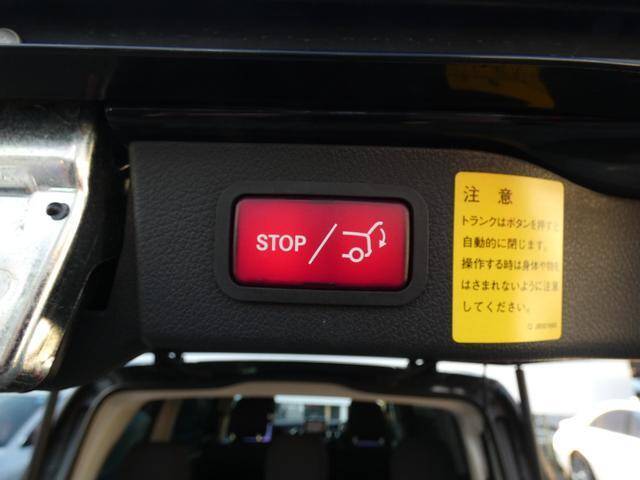 STOP
注意
トランクはボタンを押すと
自動的に閉じます。
操作する時は身体や物を
はさまれないように注意
してください。